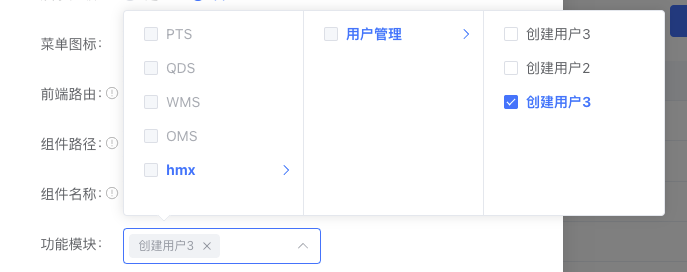 菜单图标:
前端路由:
组件路径:
组件名称:
功能模块:
PTS
QDS
WMS
OMS
hmx
用户管理
创建用户3
创建用户2
创建用户3
创建用户3